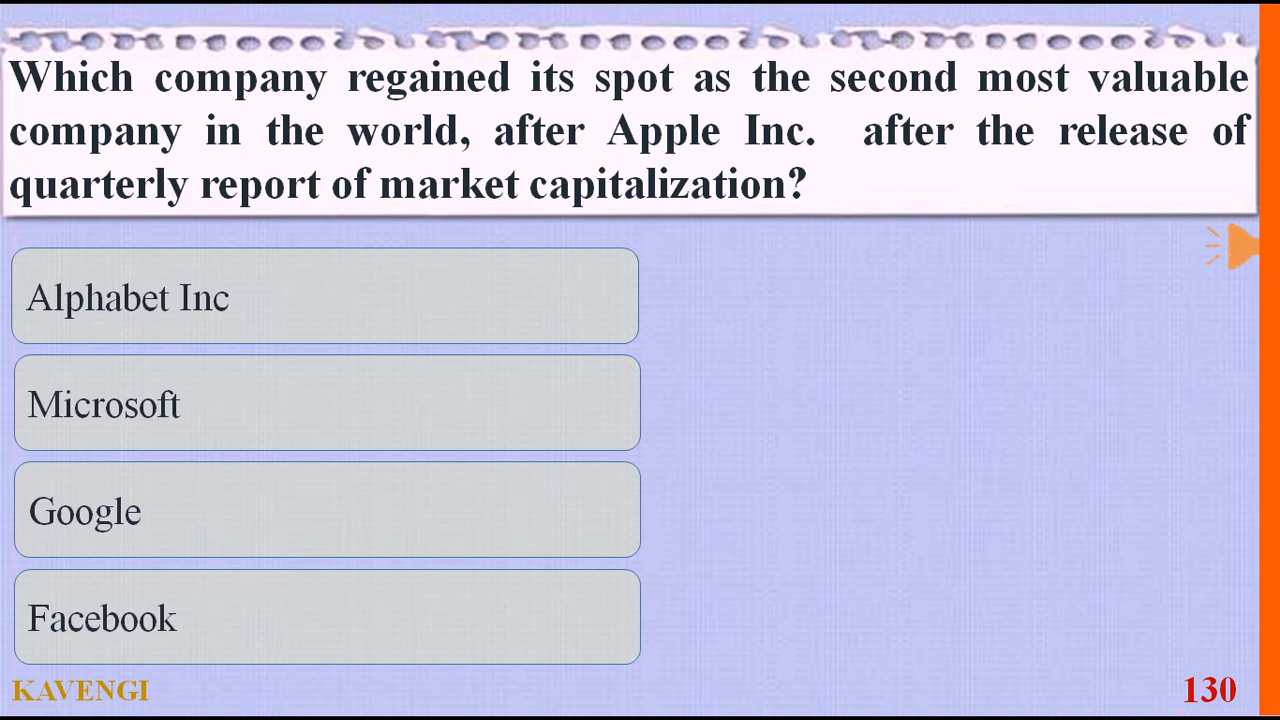 Which company regained its spot as the second most valuable
company in the world, after Apple Inc. after the release of
quarterly report of market capitalization?
Alphabet Inc
Microsoft
Google
Facebook
KAVENGI
130